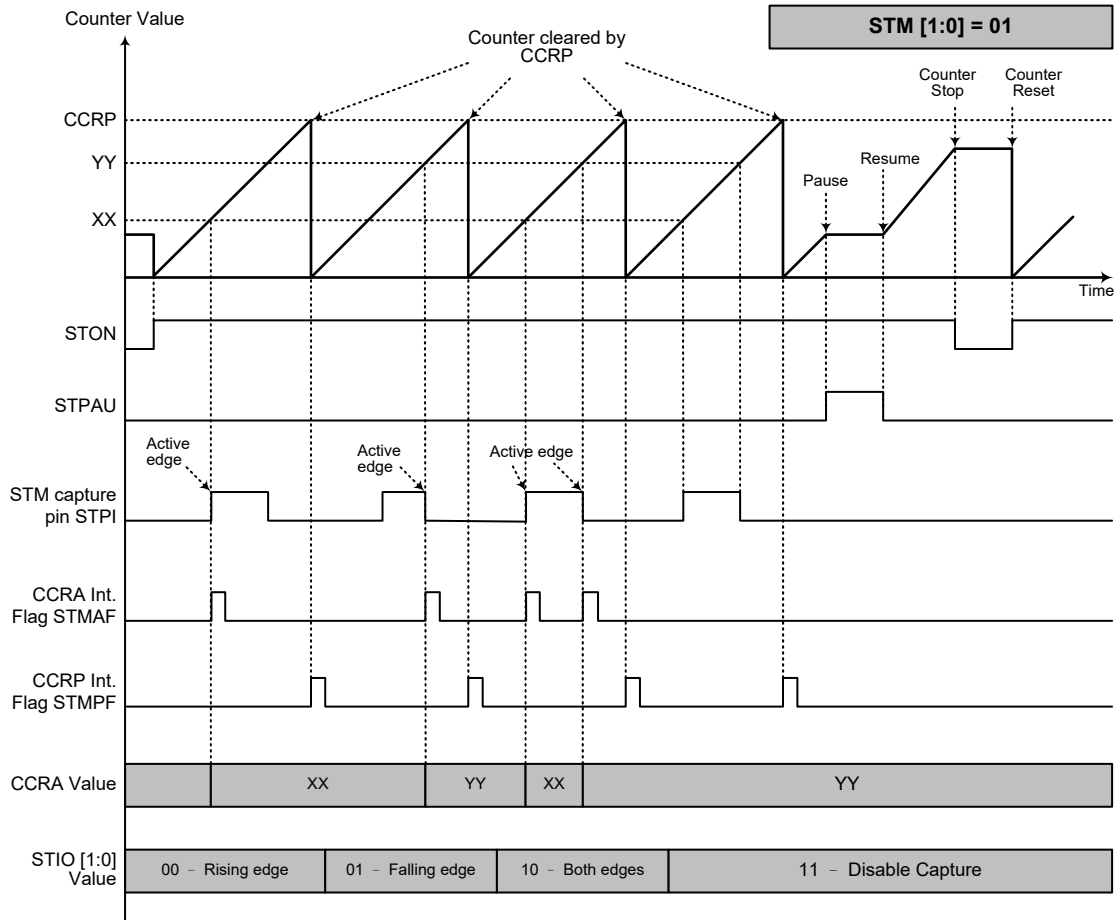 Counter Value
STM [1:0] = 01
Counter cleared by
CCRP
Counter
Stop
Counter
Reset
CCRP
YY
Resume
Pause
XX
Time
STON
STPAU
Active
edge
Active
edge
Active edge
STM capture
pin STPI
CCRA Int.
Flag STMAF
CCRP Int.
Flag STMPF
CCRA Value
XX
YY
XX
YY
STIO [1:0]
Value
00 – Rising edge
01 – Falling edge
10 – Both edges
11 – Disable Capture